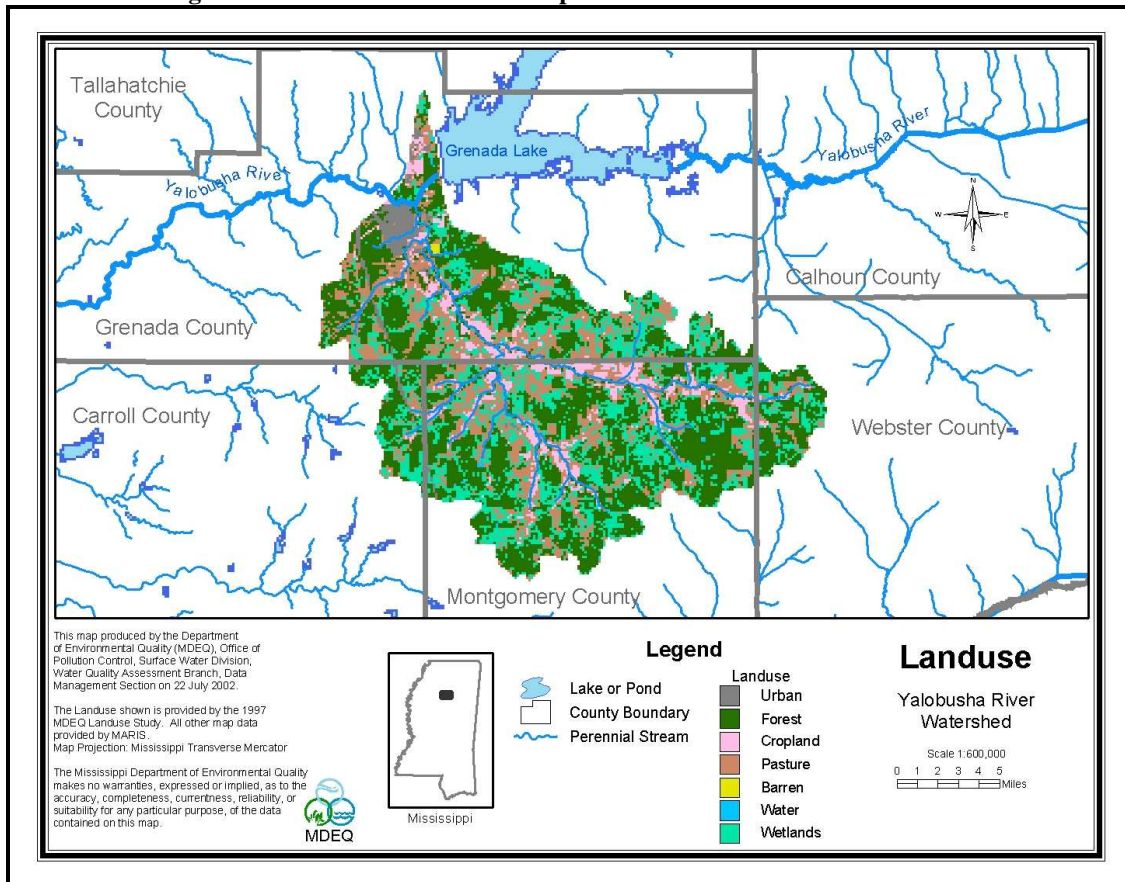 Tallahatchie
County
Yalobusha River
Grenada Lake
Yalobusha River
N
W E
S
Calhoun County
Grenada County
Carroll County
Webster County
Montgomery County
This map produced by the Department
of Environmental Quality (MDEQ), Office of
Pollution Control, Surface Water Division,
Water Quality Assessment Branch, Data
Management Section on 22 July 2002.
The Landuse shown is provided by the 1997
MDEQ Landuse Study. All other map data
provided by MARIS.
Map Projection: Mississippi Transverse Mercator
The Mississippi Department of Environmental Quality
makes no warranties, expressed or implied, as to the
accuracy, completeness, currentness, reliability, or
suitability for any particular purpose, of the data
contained on this map.
MDEQ
Mississippi
Legend
Lake or Pond
County Boundary
Perennial Stream
Landuse
Urban
Forest
Cropland
Pasture
Barren
Water
Wetlands
Landuse
Yalobusha River
Watershed
Scale 1:600,000
0 1 2 3 4 5
Miles